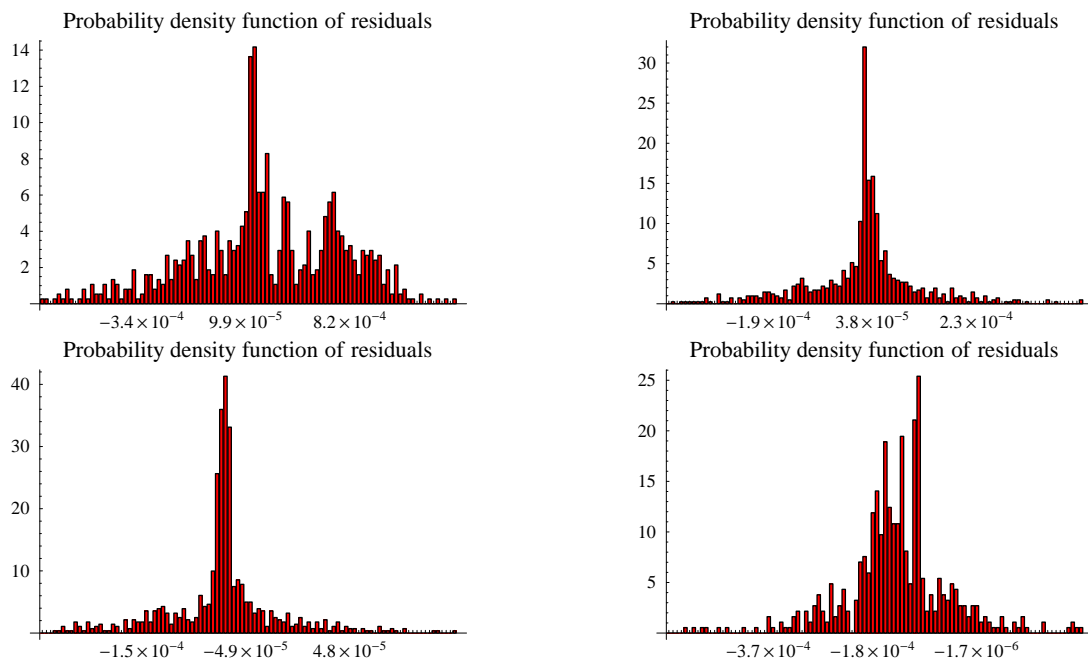 Probability density function of residuals
14
12
10
8
6
4
2
−3.4 × 10⁻⁴ 9.9 × 10⁻⁵ 8.2 × 10⁻⁴
Probability density function of residuals
30
25
20
15
10
5
−1.9 × 10⁻⁴ 3.8 × 10⁻⁵ 2.3 × 10⁻⁴
Probability density function of residuals
40
30
20
10
−1.5 × 10⁻⁴ −4.9 × 10⁻⁵ 4.8 × 10⁻⁵
Probability density function of residuals
25
20
15
10
5
−3.7 × 10⁻⁴ −1.8 × 10⁻⁴ −1.7 × 10⁻⁶